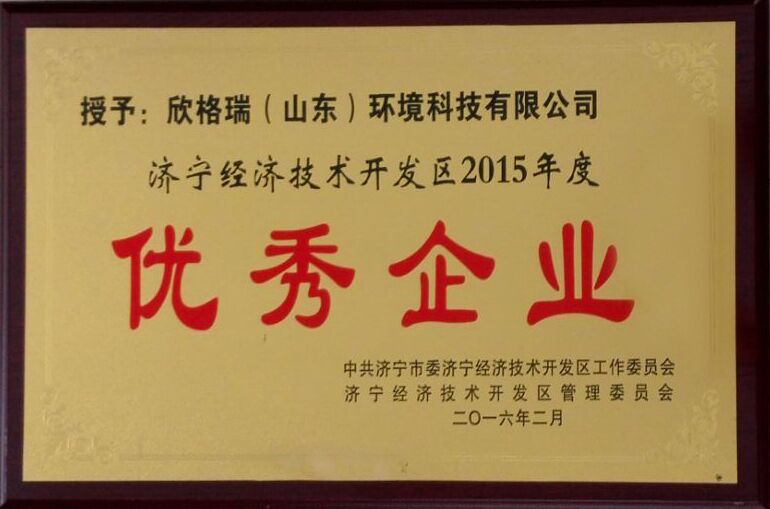 授予：欣格瑞（山东）环境科技有限公司
济宁经济技术开发区2015年度
优秀企业
中共济宁市委济宁经济技术开发区工作委员会
济宁经济技术开发区管理委员会
二〇一六年二月